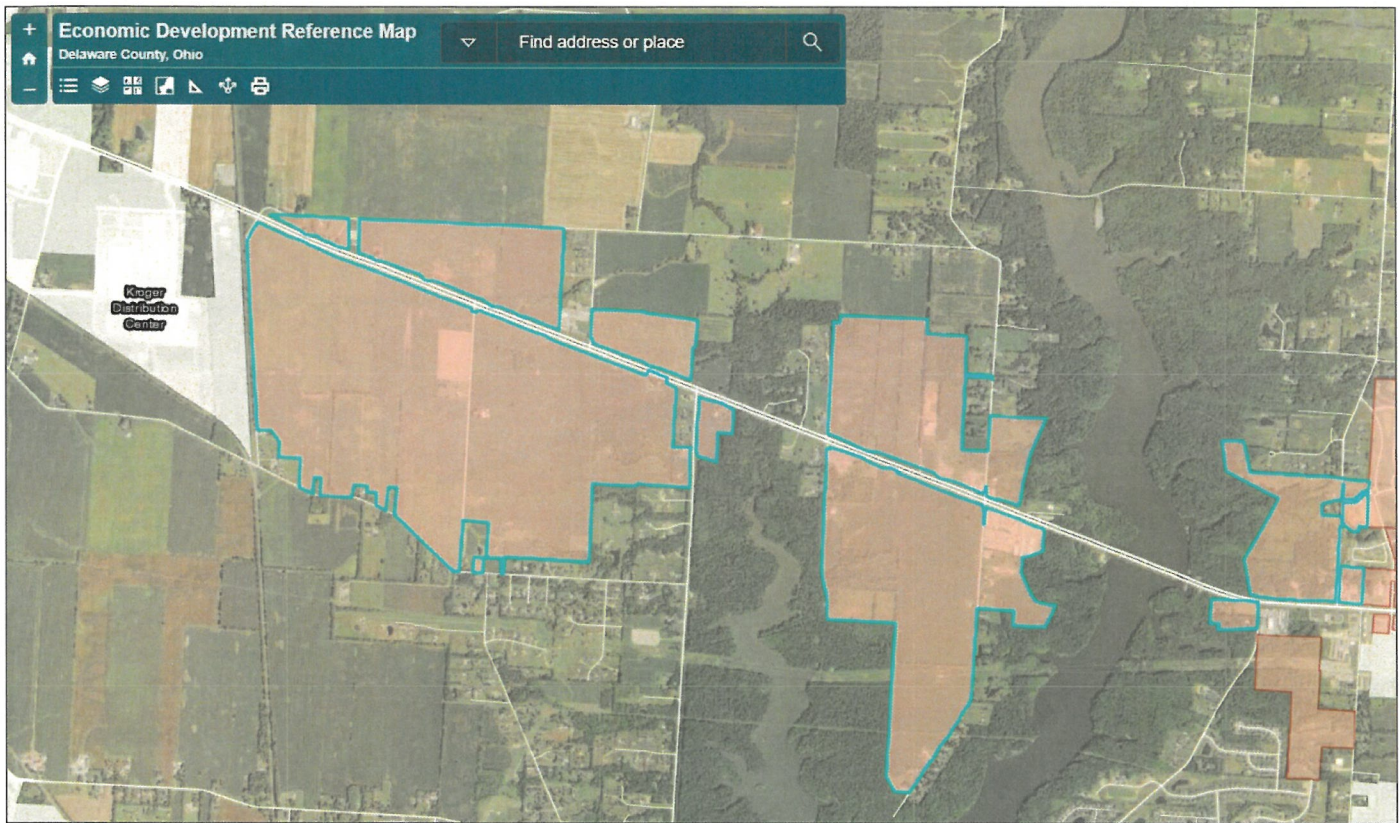 Economic Development Reference Map
Delaware County, Ohio
Find address or place
Kroger
Distribution
Center